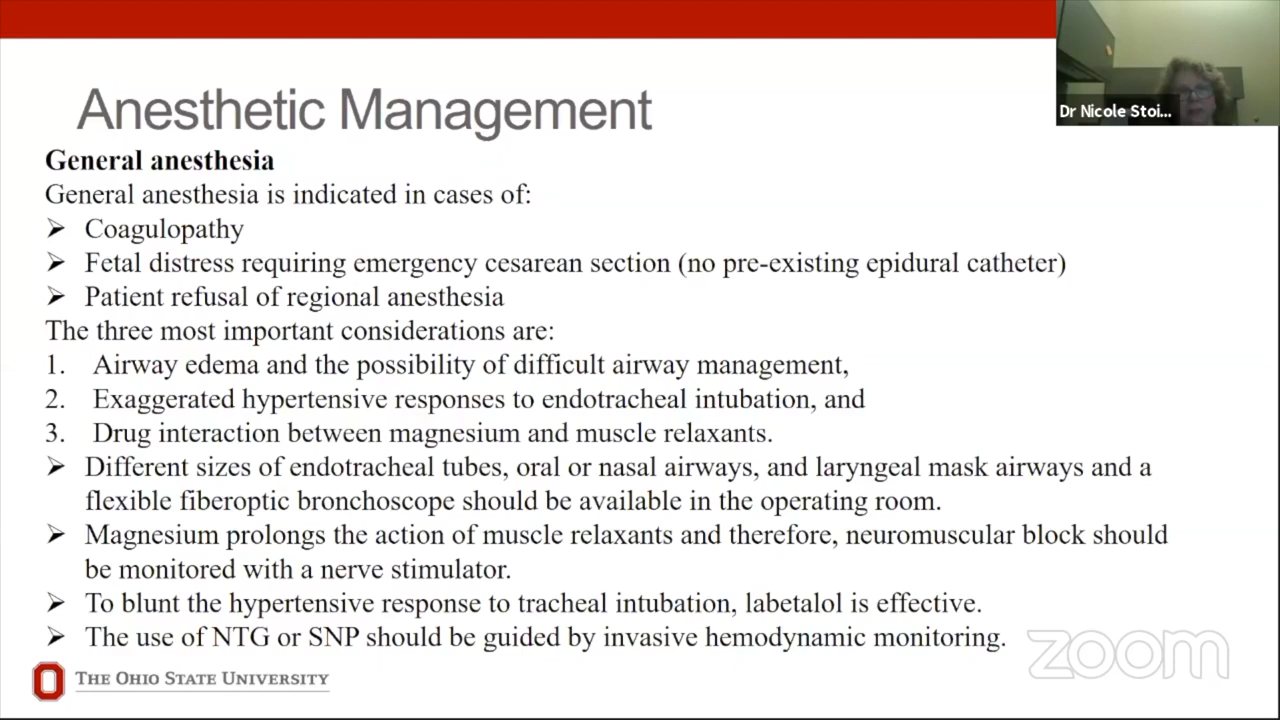 Dr Nicole Stoi...
Anesthetic Management
General anesthesia
General anesthesia is indicated in cases of:
➢ Coagulopathy
➢ Fetal distress requiring emergency cesarean section (no pre-existing epidural catheter)
➢ Patient refusal of regional anesthesia
The three most important considerations are:
1. Airway edema and the possibility of difficult airway management,
2. Exaggerated hypertensive responses to endotracheal intubation, and
3. Drug interaction between magnesium and muscle relaxants.
➢ Different sizes of endotracheal tubes, oral or nasal airways, and laryngeal mask airways and a
flexible fiberoptic bronchoscope should be available in the operating room.
➢ Magnesium prolongs the action of muscle relaxants and therefore, neuromuscular block should
be monitored with a nerve stimulator.
➢ To blunt the hypertensive response to tracheal intubation, labetalol is effective.
➢ The use of NTG or SNP should be guided by invasive hemodynamic monitoring.
zoom
THE OHIO STATE UNIVERSITY